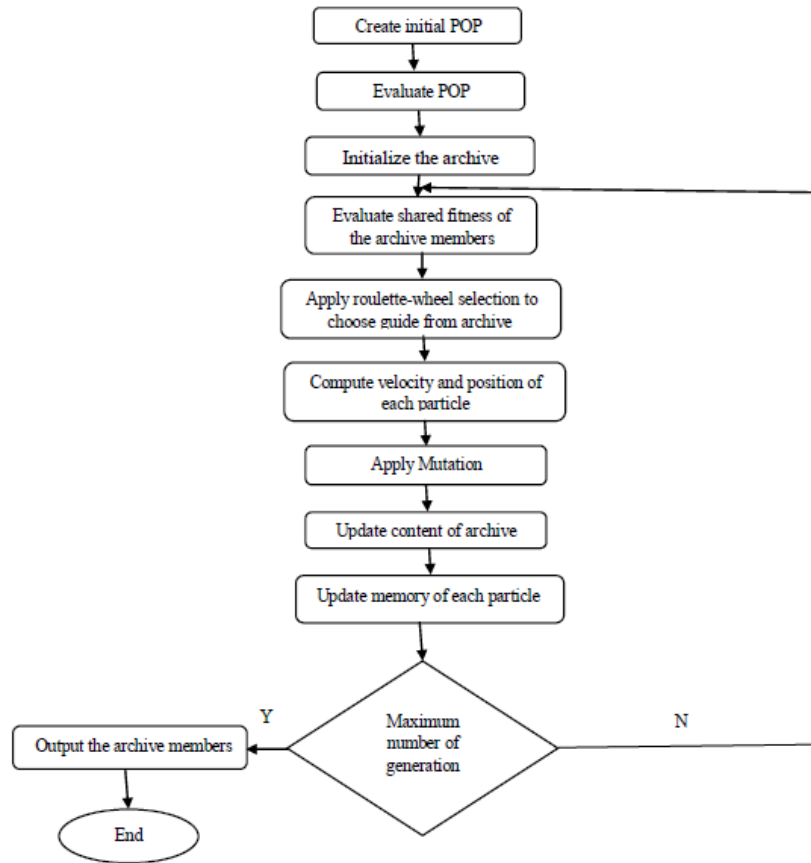 Create initial POP
Evaluate POP
Initialize the archive
Evaluate shared fitness of
the archive members
Apply roulette-wheel selection to
choose guide from archive
Compute velocity and position of
each particle
Apply Mutation
Update content of archive
Update memory of each particle
Maximum
number of
generation
Y
N
Output the archive members
End